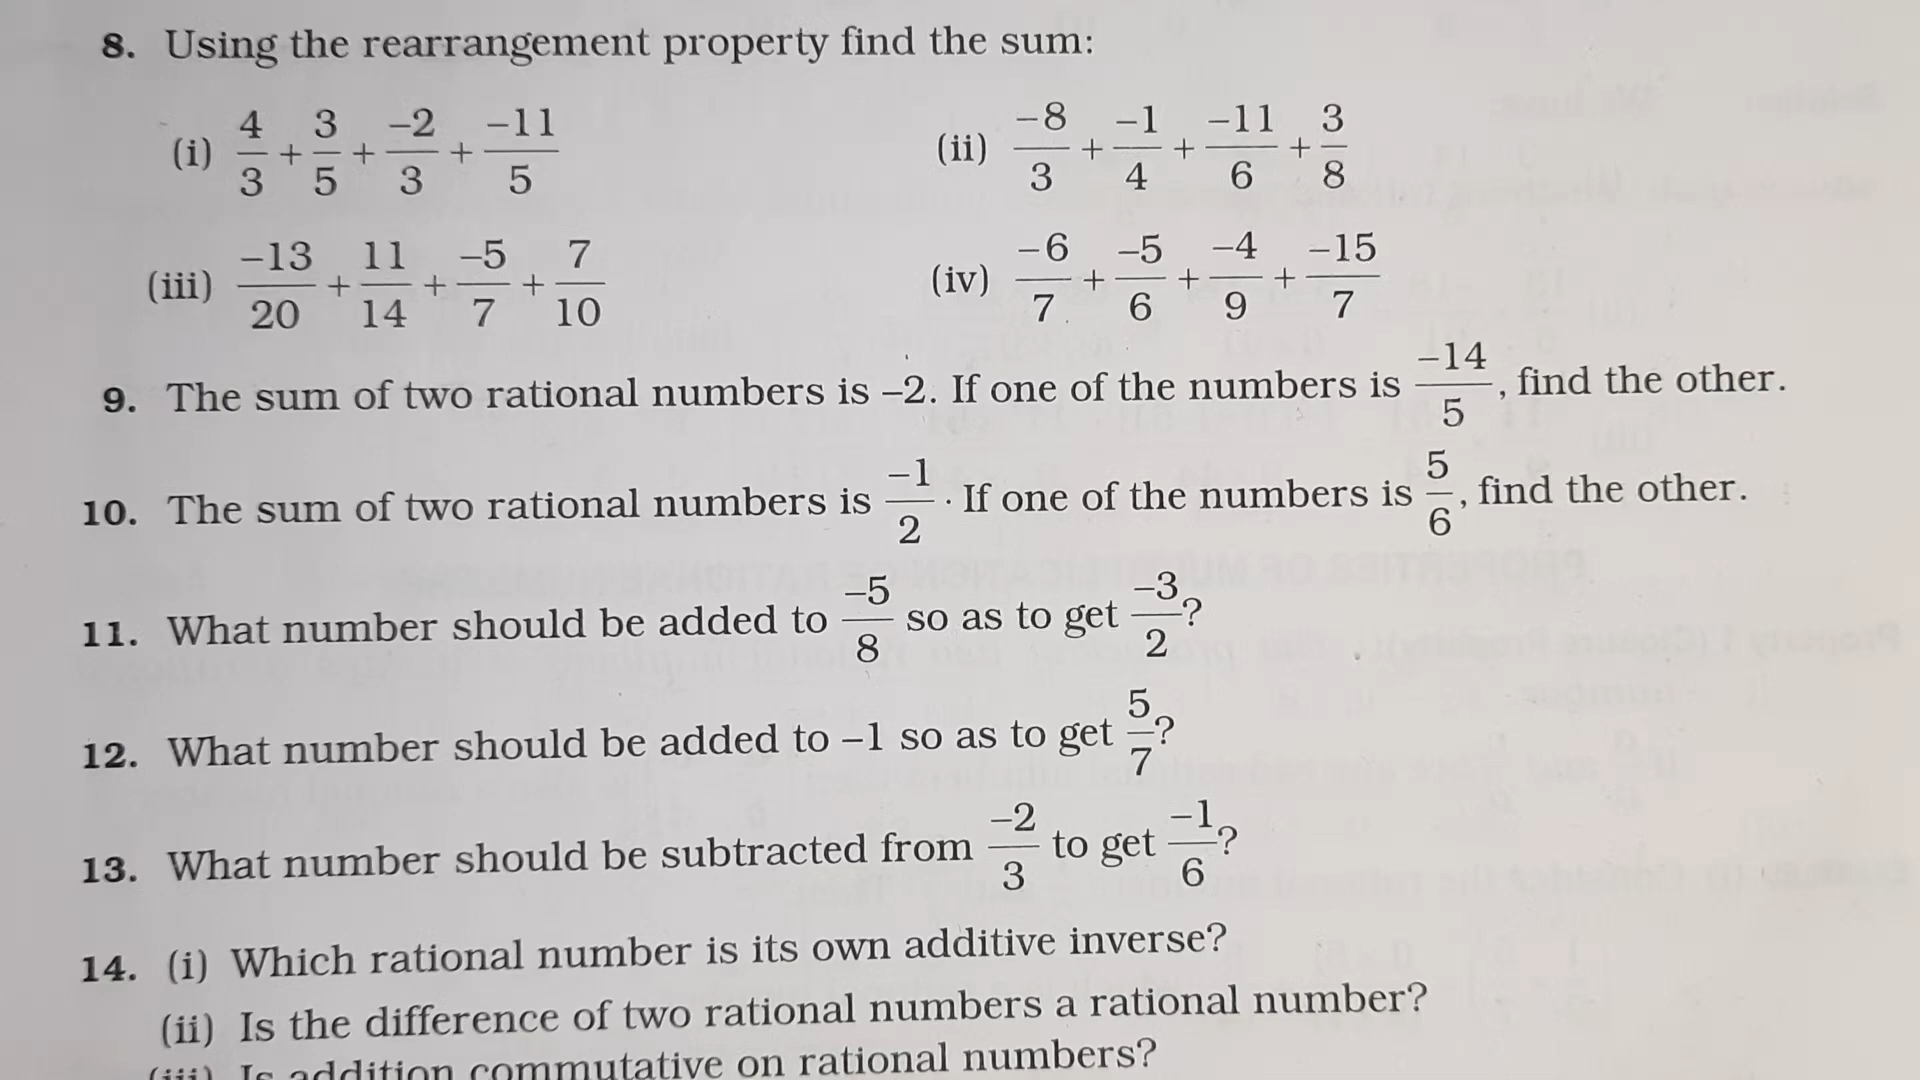 8. Using the rearrangement property find the sum:
(i) 4/3 + 3/5 + -2/3 + -11/5
(ii) -8/3 + -1/4 + -11/6 + 3/8
(iii) -13/20 + 11/14 + -5/7 + 7/10
(iv) -6/7 + -5/6 + -4/9 + -15/7
9. The sum of two rational numbers is –2. If one of the numbers is -14/5, find the other.
10. The sum of two rational numbers is -1/2. If one of the numbers is 5/6, find the other.
11. What number should be added to -5/8 so as to get -3/2?
12. What number should be added to –1 so as to get 5/7?
13. What number should be subtracted from -2/3 to get -1/6?
14. (i) Which rational number is its own additive inverse?
(ii) Is the difference of two rational numbers a rational number?
(iii) Is addition commutative on rational numbers?